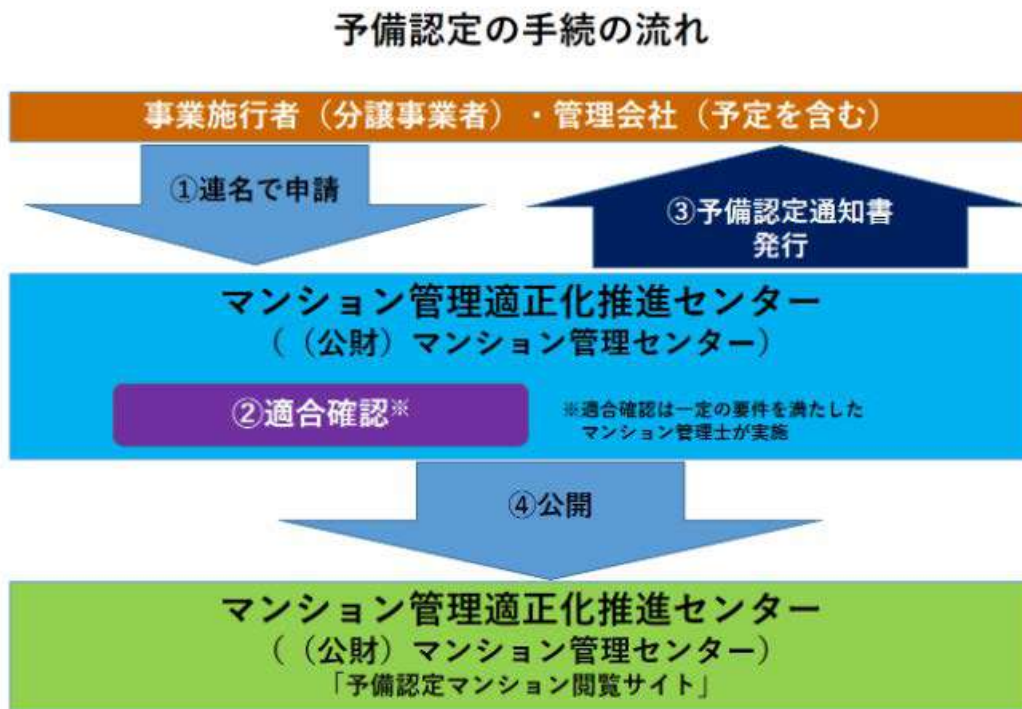 予備認定の手続の流れ
事業施行者（分譲事業者）・管理会社（予定を含む）
①連名で申請
③予備認定通知書
発行
マンション管理適正化推進センター
（（公財）マンション管理センター）
②適合確認※
※適合確認は一定の要件を満たした
マンション管理士が実施
④公開
マンション管理適正化推進センター
（（公財）マンション管理センター）
「予備認定マンション閲覧サイト」